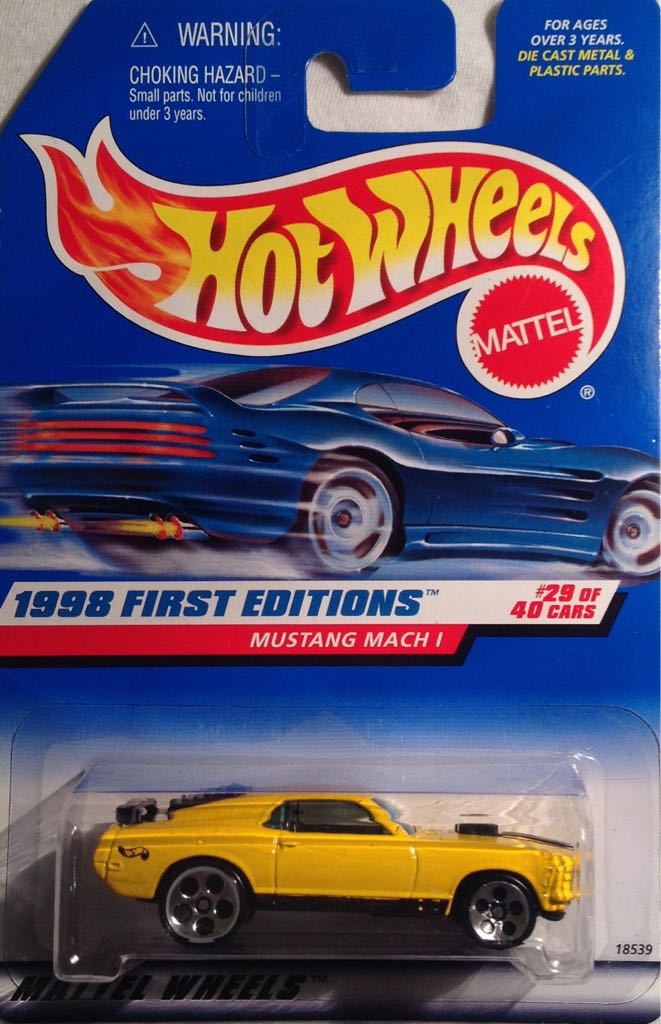 WARNING:
CHOKING HAZARD –
Small parts. Not for children
under 3 years.
FOR AGES
OVER 3 YEARS.
DIE CAST METAL &
PLASTIC PARTS.
HOT WHEELS
MATTEL
®
1998 FIRST EDITIONS™
#29 OF
40 CARS
MUSTANG MACH I
18539
MATTEL WHEELS™